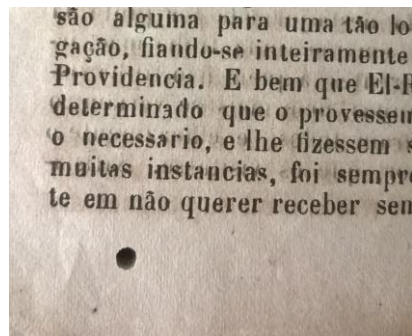 são alguma para uma tão lo
gação, fiando-se inteiramente
Providencia. E bem que El-R
determinado que o provessem
o necessario, e lhe fizessem s
muitas instancias, foi sempre
te em não querer receber sen